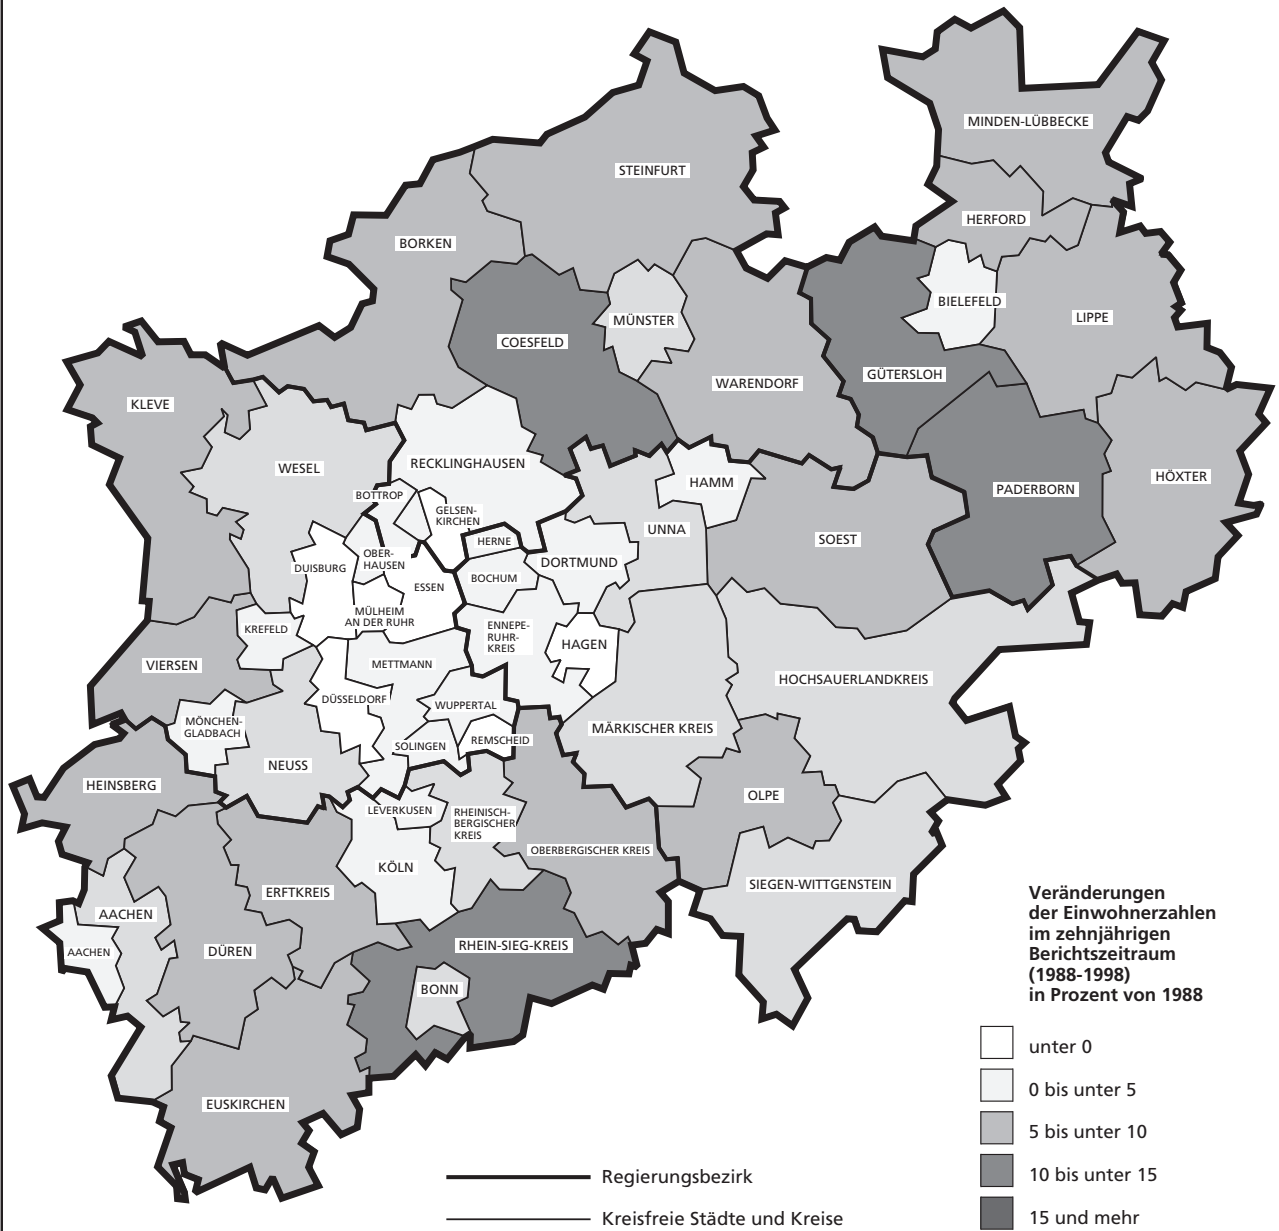 MINDEN-LÜBBECKE
STEINFURT
HERFORD
BORKEN
BIELEFELD
LIPPE
MÜNSTER
COESFELD
GÜTERSLOH
WARENDORF
KLEVE
RECKLINGHAUSEN
WESEL
HÖXTER
HAMM
PADERBORN
BOTTROP
GELSEN-
KIRCHEN
UNNA
SOEST
HERNE
OBER-
HAUSEN
DORTMUND
DUISBURG
BOCHUM
ESSEN
MÜLHEIM
AN DER RUHR
KREFELD
ENNEPE-
RUHR-
KREIS
HAGEN
VIERSEN
METTMANN
HOCHSAUERLANDKREIS
DÜSSELDORF
WUPPERTAL
MÖNCHEN-
GLADBACH
MÄRKISCHER KREIS
SOLINGEN
REMSCHEID
NEUSS
HEINSBERG
OLPE
LEVERKUSEN
RHEINISCH-
BERGISCHER
KREIS
OBERBERGISCHER KREIS
KÖLN
SIEGEN-WITTGENSTEIN
ERFTKREIS
AACHEN
RHEIN-SIEG-KREIS
AACHEN
DÜREN
BONN
EUSKIRCHEN
Veränderungen
der Einwohnerzahlen
im zehnjährigen
Berichtszeitraum
(1988-1998)
in Prozent von 1988
unter 0
0 bis unter 5
5 bis unter 10
10 bis unter 15
15 und mehr
Regierungsbezirk
Kreisfreie Städte und Kreise